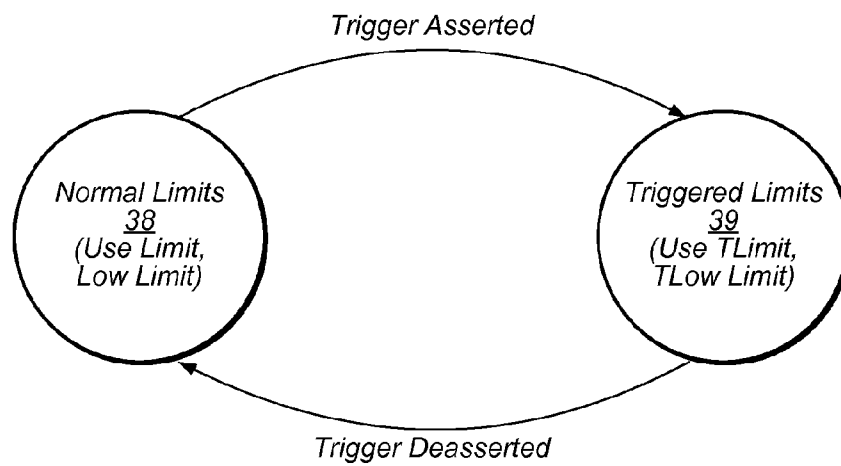 Trigger Asserted
Normal Limits
38
(Use Limit,
Low Limit)
Triggered Limits
39
(Use TLimit,
TLow Limit)
Trigger Deasserted